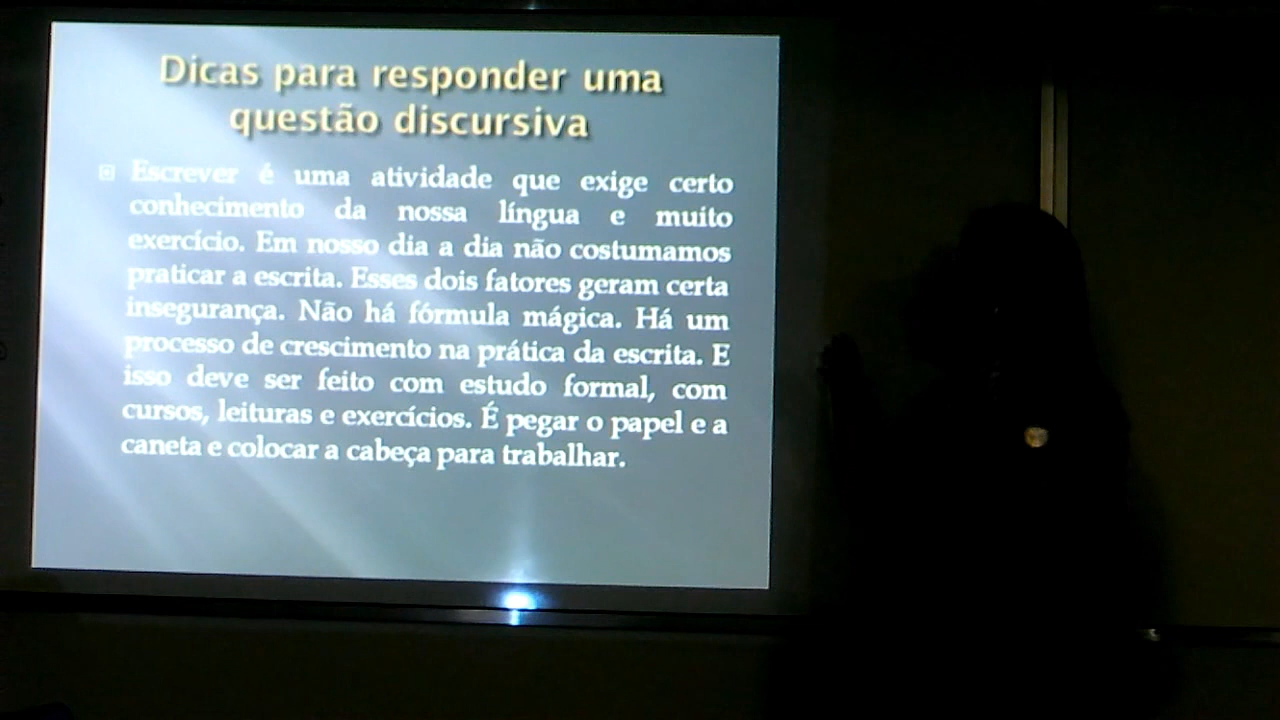 Dicas para responder uma
questão discursiva
Escrever é uma atividade que exige certo
conhecimento da nossa língua e muito
exercício. Em nosso dia a dia não costumamos
praticar a escrita. Esses dois fatores geram certa
insegurança. Não há fórmula mágica. Há um
processo de crescimento na prática da escrita. E
isso deve ser feito com estudo formal, com
cursos, leituras e exercícios. É pegar o papel e a
caneta e colocar a cabeça para trabalhar.